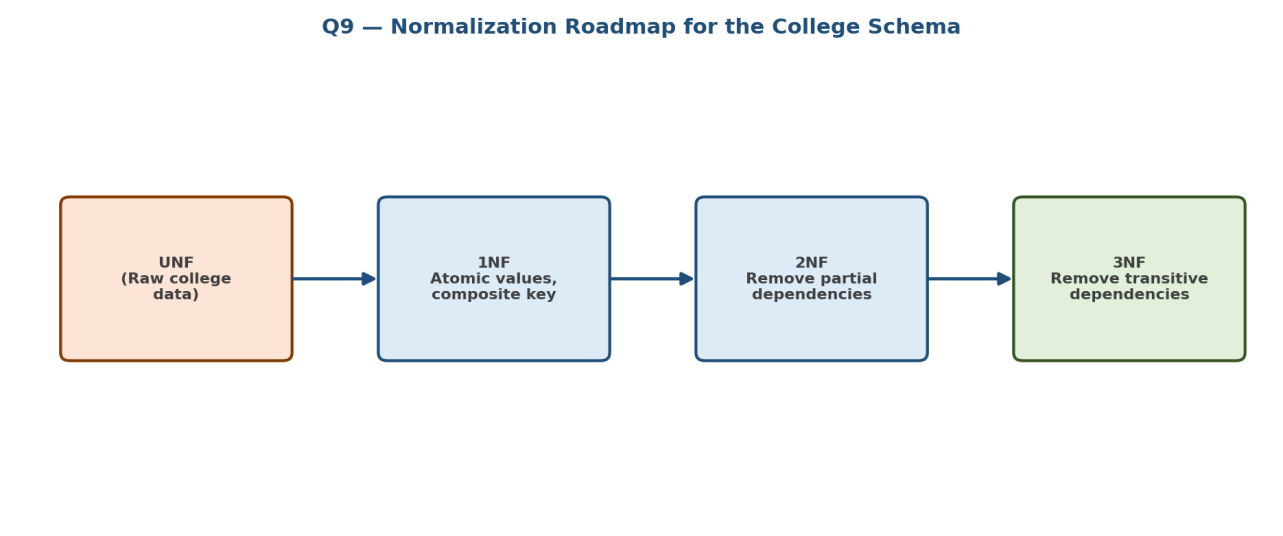 Q9 — Normalization Roadmap for the College Schema
UNF
(Raw college
data)
1NF
Atomic values,
composite key
2NF
Remove partial
dependencies
3NF
Remove transitive
dependencies